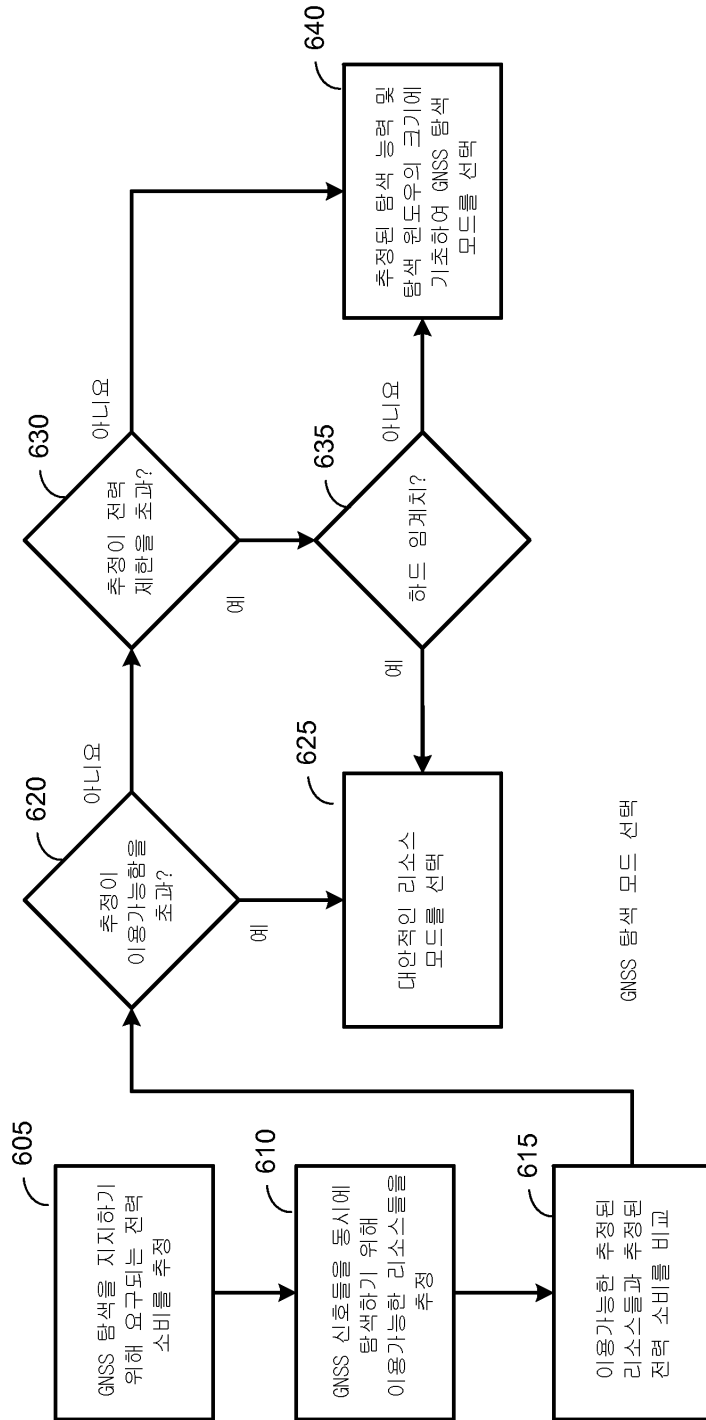 605
GNSS 탐색을 지지하기
위해 요구되는 전력
소비를 추정
610
GNSS 신호들을 동시에
탐색하기 위해
이용가능한 리소스들을
추정
615
이용가능한 추정된
리소스들과 추정된
전력 소비를 비교
620
추정이
이용가능함을
초과?
아니요
예
625
대안적인 리소스
모드를 선택
630
추정이 전력
제한을 초과?
아니요
예
635
하드 임계치?
예
아니요
640
추정된 탐색 능력 및
탐색 윈도우의 크기에
기초하여 GNSS 탐색
모드를 선택
GNSS 탐색 모드 선택